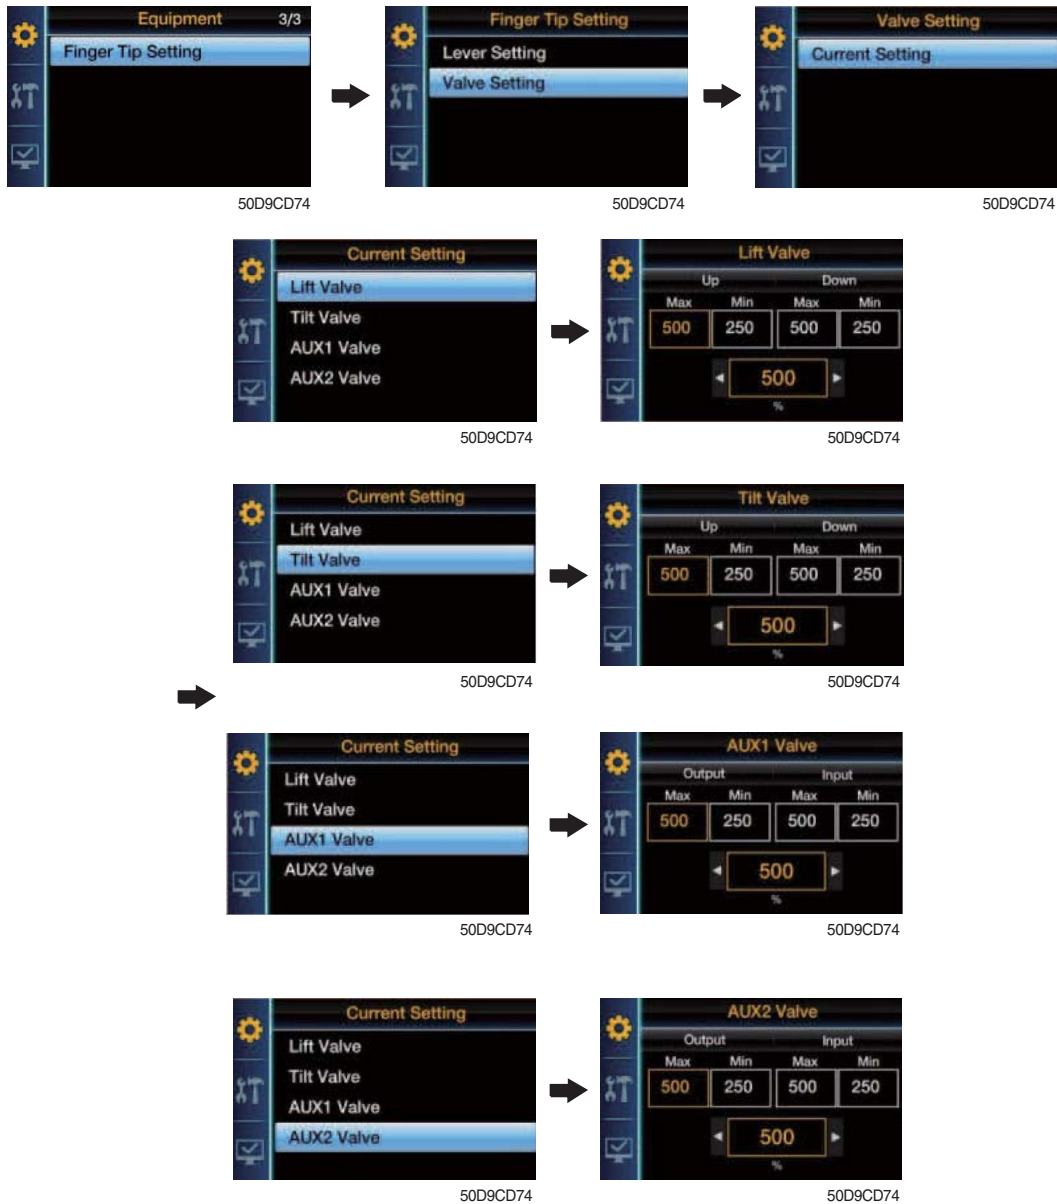 Equipment 3/3
Finger Tip Setting
50D9CD74
Finger Tip Setting
Lever Setting
Valve Setting
50D9CD74
Valve Setting
Current Setting
50D9CD74
Current Setting
Lift Valve
Tilt Valve
AUX1 Valve
AUX2 Valve
50D9CD74
Lift Valve
Up Down
Max Min Max Min
500 250 500 250
500
%
50D9CD74
Current Setting
Lift Valve
Tilt Valve
AUX1 Valve
AUX2 Valve
50D9CD74
Tilt Valve
Up Down
Max Min Max Min
500 250 500 250
500
%
50D9CD74
Current Setting
Lift Valve
Tilt Valve
AUX1 Valve
AUX2 Valve
50D9CD74
AUX1 Valve
Output Input
Max Min Max Min
500 250 500 250
500
%
50D9CD74
Current Setting
Lift Valve
Tilt Valve
AUX1 Valve
AUX2 Valve
50D9CD74
AUX2 Valve
Output Input
Max Min Max Min
500 250 500 250
500
%
50D9CD74